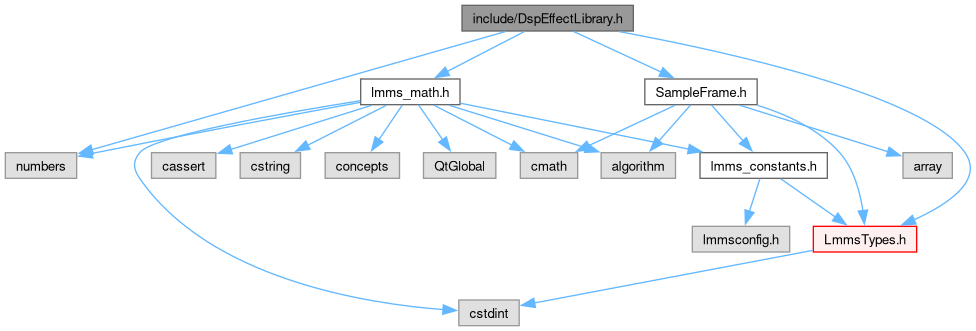 include/DspEffectLibrary.h
lmms_math.h
SampleFrame.h
numbers
cassert
cstring
concepts
QtGlobal
cmath
algorithm
lmms_constants.h
array
lmmsconfig.h
LmmsTypes.h
cstdint